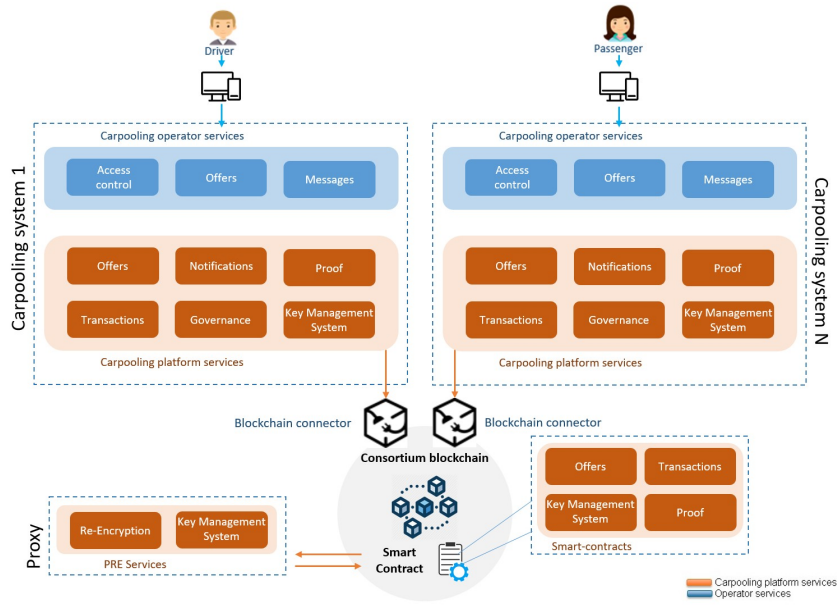 Driver
Passenger
Carpooling system 1
Carpooling operator services
Access
control
Offers
Messages
Offers
Notifications
Proof
Transactions
Governance
Key Management
System
Carpooling platform services
Carpooling system N
Carpooling operator services
Access
control
Offers
Messages
Offers
Notifications
Proof
Transactions
Governance
Key Management
System
Carpooling platform services
Blockchain connector
Blockchain connector
Consortium blockchain
Smart
Contract
Offers
Transactions
Key Management
System
Proof
Smart-contracts
Proxy
Re-Encryption
Key Management
System
PRE Services
Carpooling platform services
Operator services